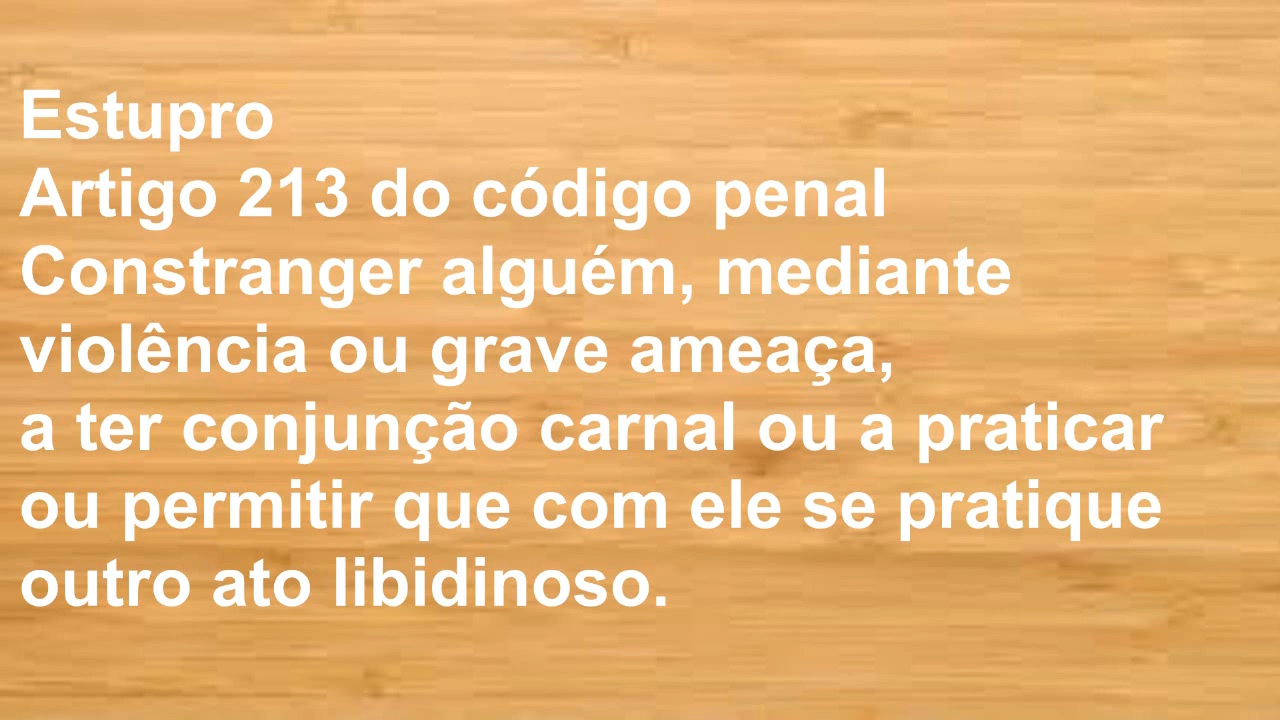 Estupro
Artigo 213 do código penal
Constranger alguém, mediante
violência ou grave ameaça,
a ter conjunção carnal ou a praticar
ou permitir que com ele se pratique
outro ato libidinoso.